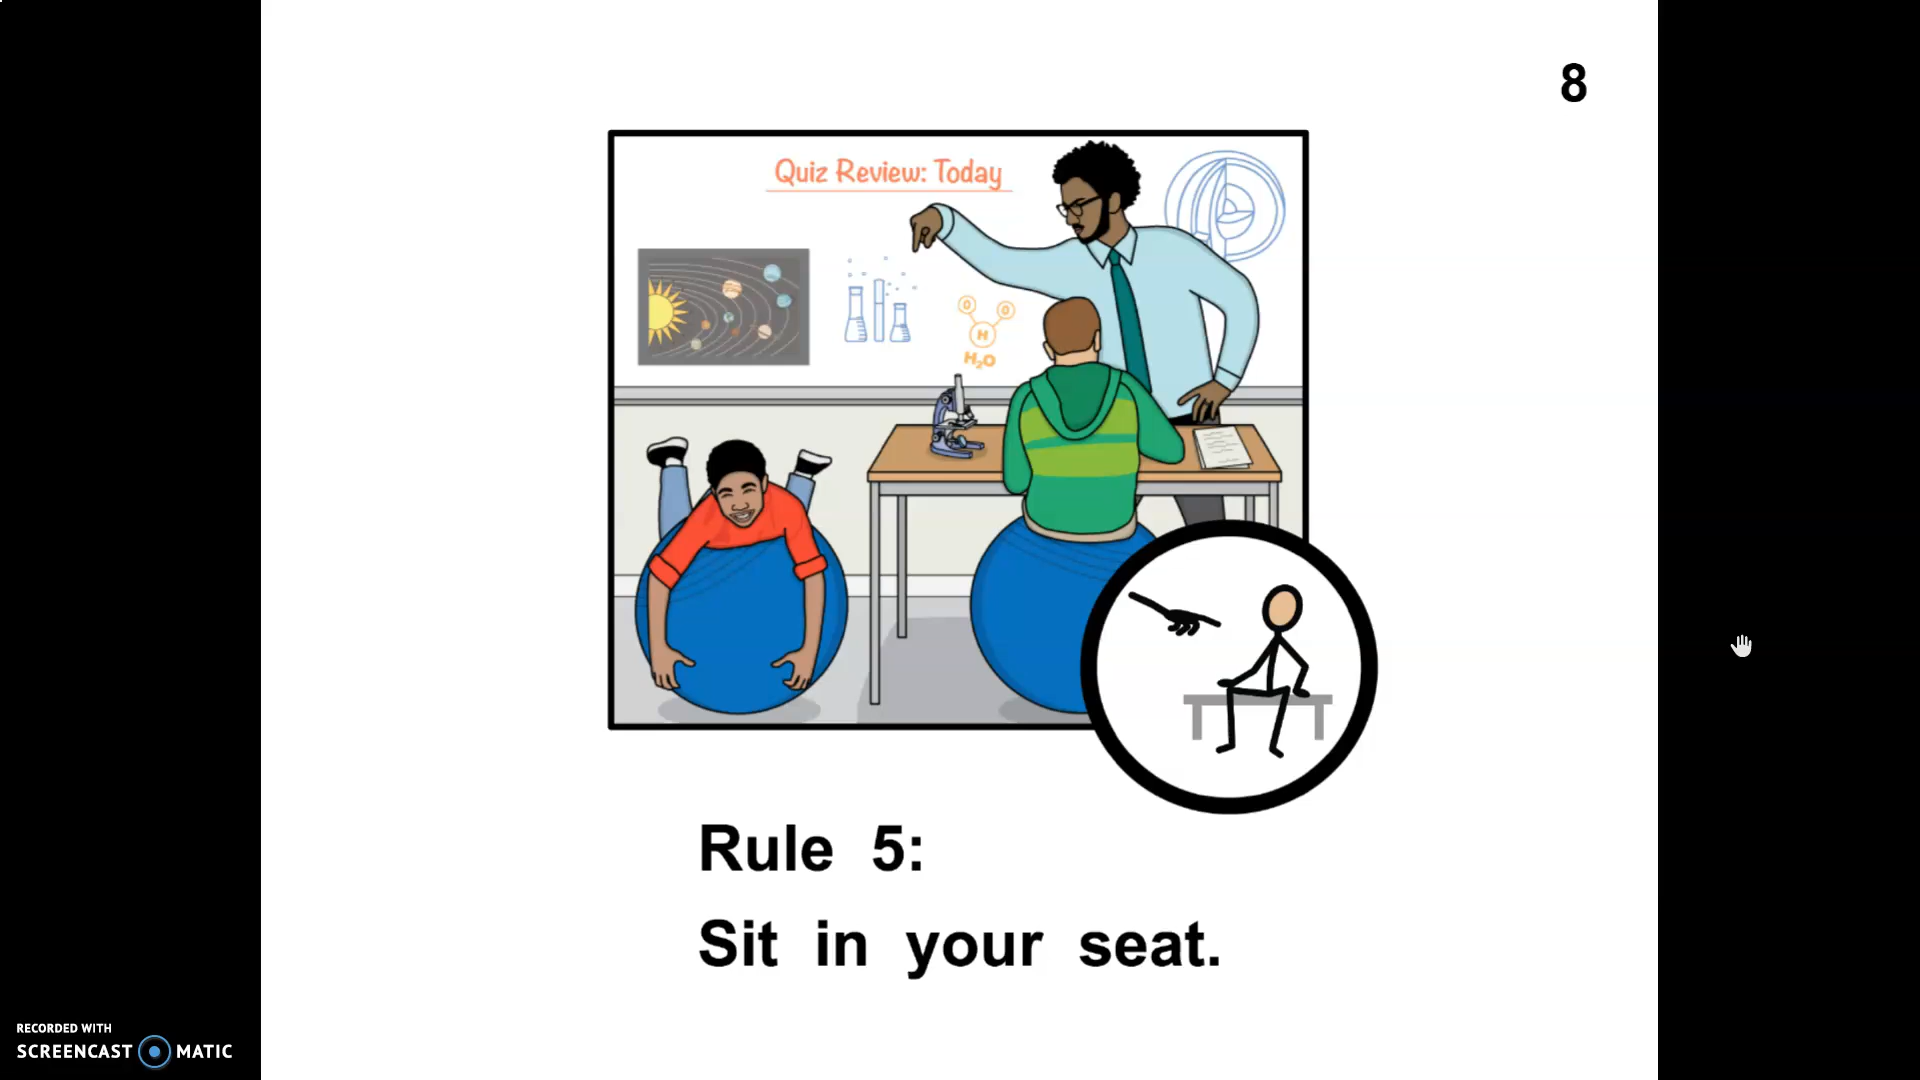 8
Quiz Review: Today
O O
H
H₂O
Rule 5:
Sit in your seat.
RECORDED WITH
SCREENCAST MATIC